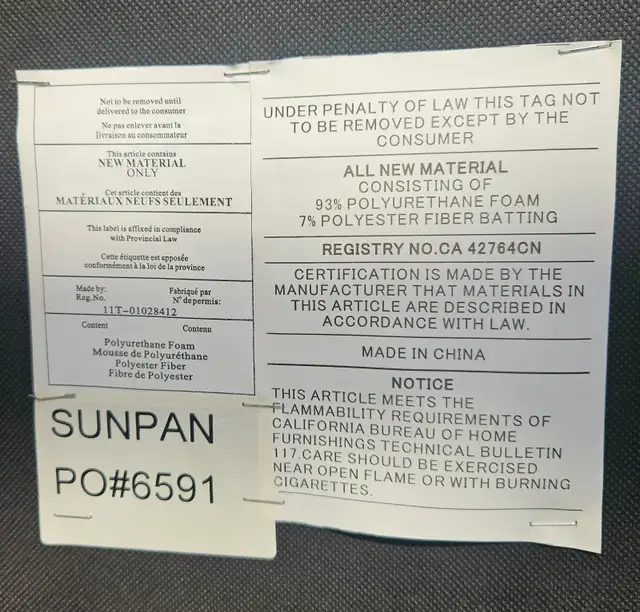 Not to be removed until
delivered to the consumer
Ne pas enlever avant la
livraison au consommateur
This article contains
NEW MATERIAL
ONLY
Cet article contient des
MATÉRIAUX NEUFS SEULEMENT
This label is affixed in compliance
with Provincial Law
Cette étiquette est apposée
conformément à la loi de la province
Made by: Fabriqué par
Reg.No. N° de permis:
11T-01028412
Content Contenu
Polyurethane Foam
Mousse de Polyuréthane
Polyester Fiber
Fibre de Polyester
SUNPAN
PO#6591
UNDER PENALTY OF LAW THIS TAG NOT
TO BE REMOVED EXCEPT BY THE
CONSUMER
ALL NEW MATERIAL
CONSISTING OF
93% POLYURETHANE FOAM
7% POLYESTER FIBER BATTING
REGISTRY NO.CA 42764CN
CERTIFICATION IS MADE BY THE
MANUFACTURER THAT MATERIALS IN
THIS ARTICLE ARE DESCRIBED IN
ACCORDANCE WITH LAW.
MADE IN CHINA
NOTICE
THIS ARTICLE MEETS THE
FLAMMABILITY REQUIREMENTS OF
CALIFORNIA BUREAU OF HOME
FURNISHINGS TECHNICAL BULLETIN
117.CARE SHOULD BE EXERCISED
NEAR OPEN FLAME OR WITH BURNING
CIGARETTES.